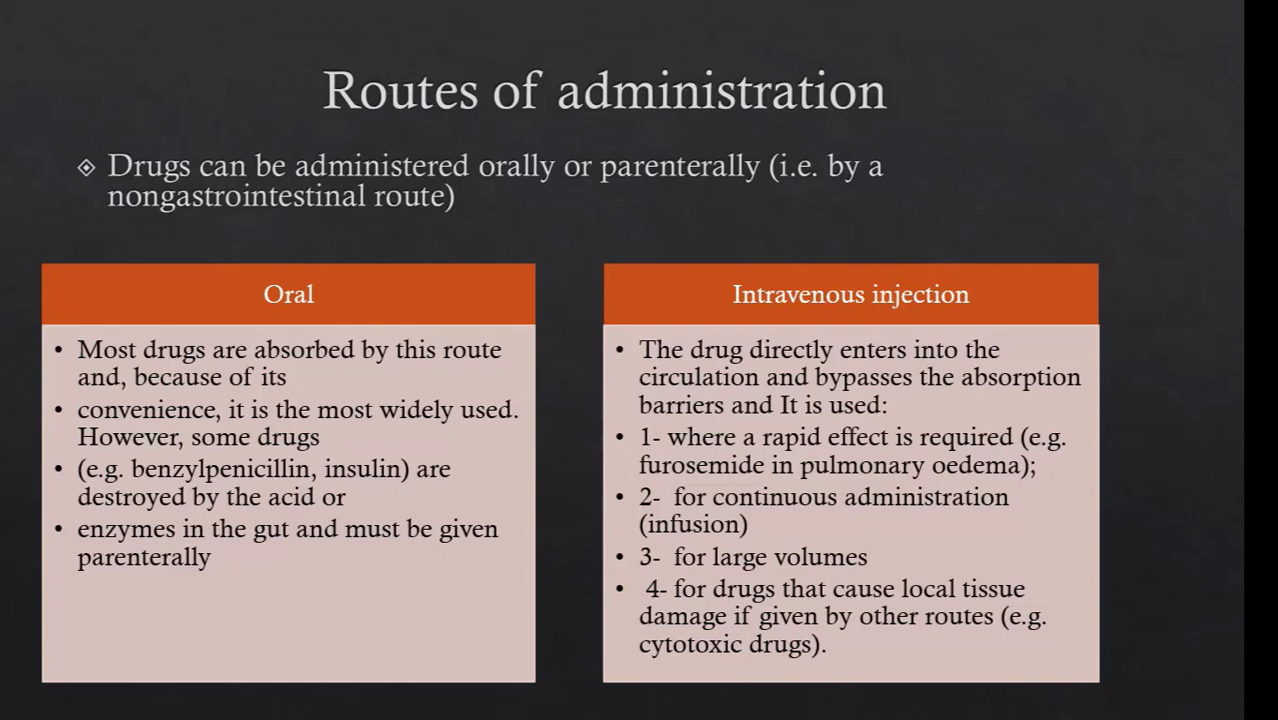 Routes of administration
Drugs can be administered orally or parenterally (i.e. by a
nongastrointestinal route)
Oral
• Most drugs are absorbed by this route
and, because of its
• convenience, it is the most widely used.
However, some drugs
• (e.g. benzylpenicillin, insulin) are
destroyed by the acid or
• enzymes in the gut and must be given
parenterally
Intravenous injection
• The drug directly enters into the
circulation and bypasses the absorption
barriers and It is used:
• 1- where a rapid effect is required (e.g.
furosemide in pulmonary oedema);
• 2- for continuous administration
(infusion)
• 3- for large volumes
• 4- for drugs that cause local tissue
damage if given by other routes (e.g.
cytotoxic drugs).